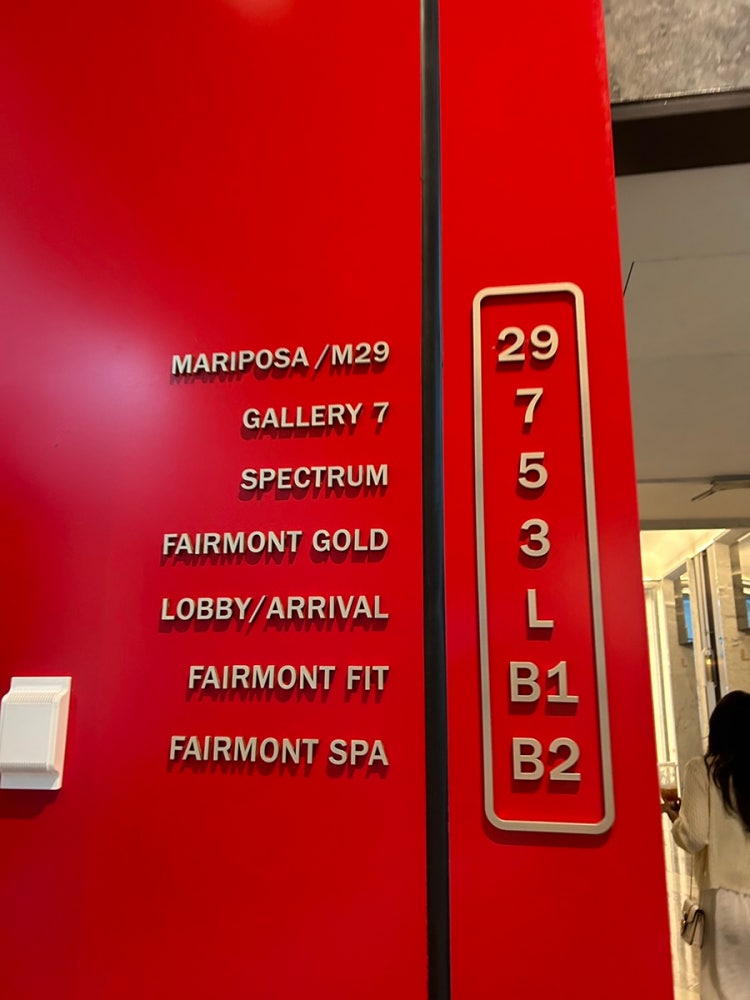 MARIPOSA /M29 29
GALLERY 7 7
SPECTRUM 5
FAIRMONT GOLD 3
LOBBY/ARRIVAL L
FAIRMONT FIT B1
FAIRMONT SPA B2